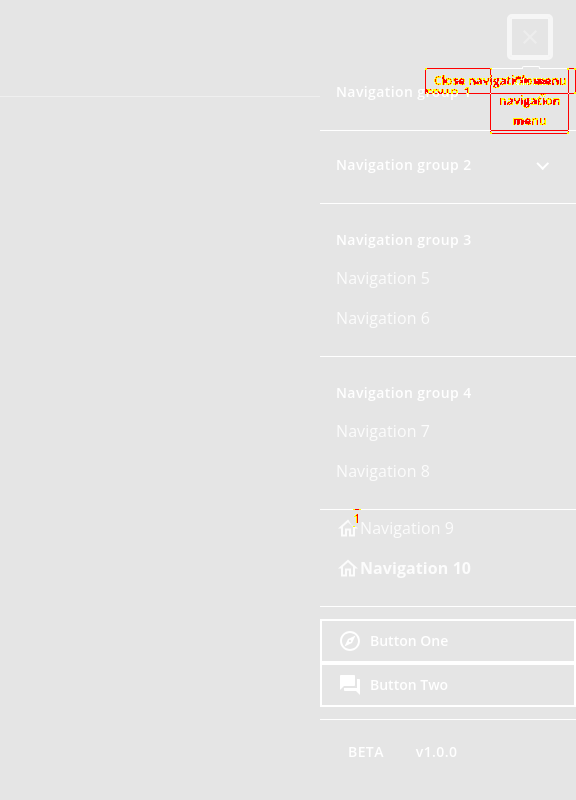 Close navigation menu
Navigation group 1
navigation
menu
Navigation group 2
Navigation group 3
Navigation 5
Navigation 6
Navigation group 4
Navigation 7
Navigation 8
1
Navigation 9
Navigation 10
Button One
Button Two
BETA v1.0.0